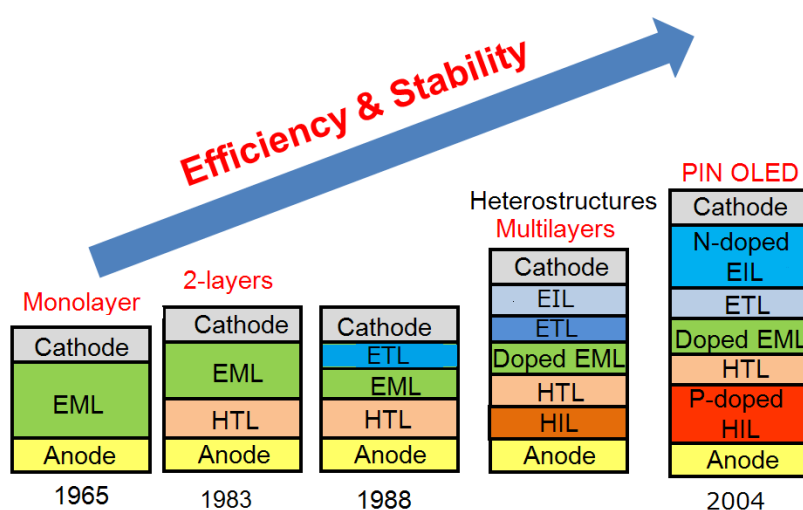 Efficiency & Stability
Monolayer
Cathode
EML
Anode
1965
2-layers
Cathode
EML
HTL
Anode
1983
Cathode
ETL
EML
HTL
Anode
1988
Heterostructures
Multilayers
Cathode
EIL
ETL
Doped EML
HTL
HIL
Anode
PIN OLED
Cathode
N-doped
EIL
ETL
Doped EML
HTL
P-doped
HIL
Anode
2004